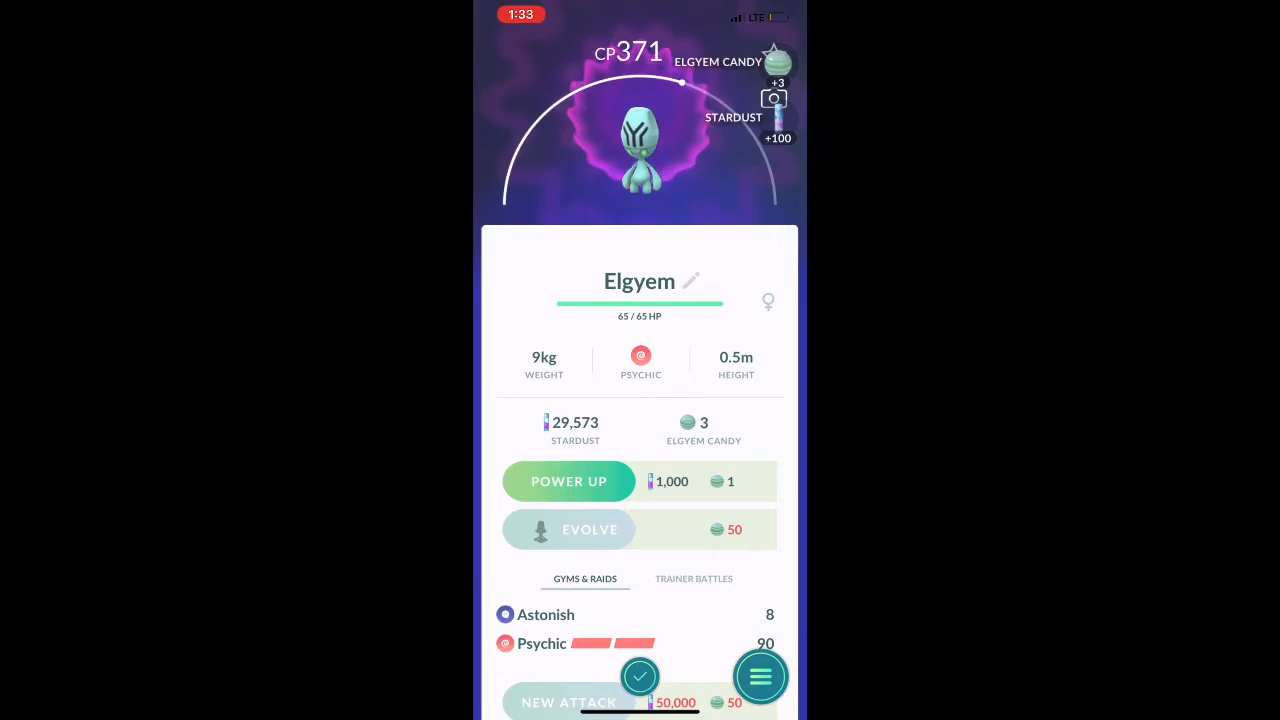 1:33
LTE
CP371
ELGYEM CANDY
+3
STARDUST
+100
Elgyem
65 / 65 HP
9kg
WEIGHT
PSYCHIC
0.5m
HEIGHT
29,573
STARDUST
3
ELGYEM CANDY
POWER UP
1,000
1
EVOLVE
50
GYMS & RAIDS
TRAINER BATTLES
Astonish
8
Psychic
90
NEW ATTACK
50,000
50